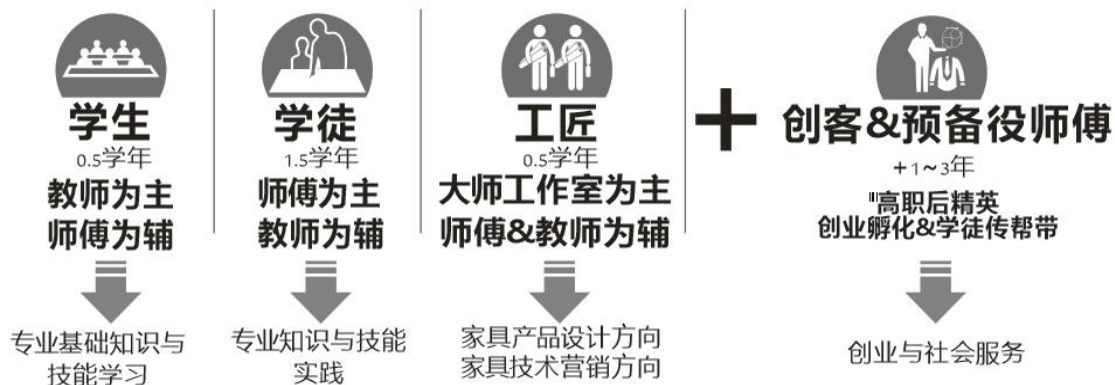 学生
0.5学年
教师为主
师傅为辅
专业基础知识与
技能学习
学徒
1.5学年
师傅为主
教师为辅
专业知识与技能
实践
工匠
0.5学年
大师工作室为主
师傅&教师为辅
家具产品设计方向
家具技术营销方向
+
创客&预备役师傅
+1~3年
"高职后精英
创业孵化&学徒传帮带
创业与社会服务